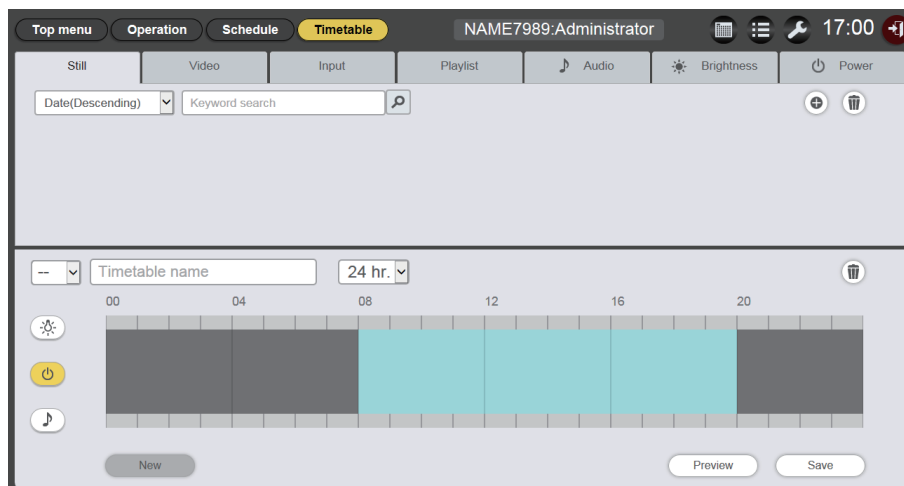 Top menu Operation Schedule Timetable NAME7989:Administrator 17:00
Still Video Input Playlist Audio Brightness Power
Date(Descending) Keyword search
-- Timetable name 24 hr.
00 04 08 12 16 20
New Preview Save